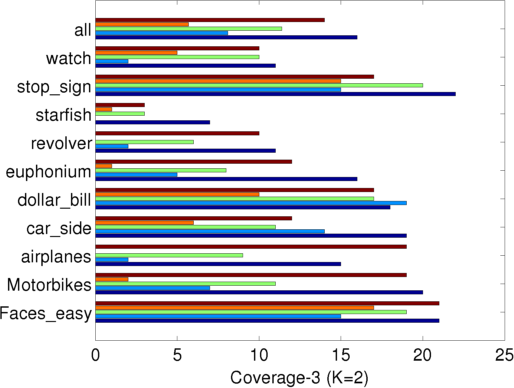 all
watch
stop_sign
starfish
revolver
euphonium
dollar_bill
car_side
airplanes
Motorbikes
Faces_easy
0 5 10 15 20 25
Coverage-3 (K=2)